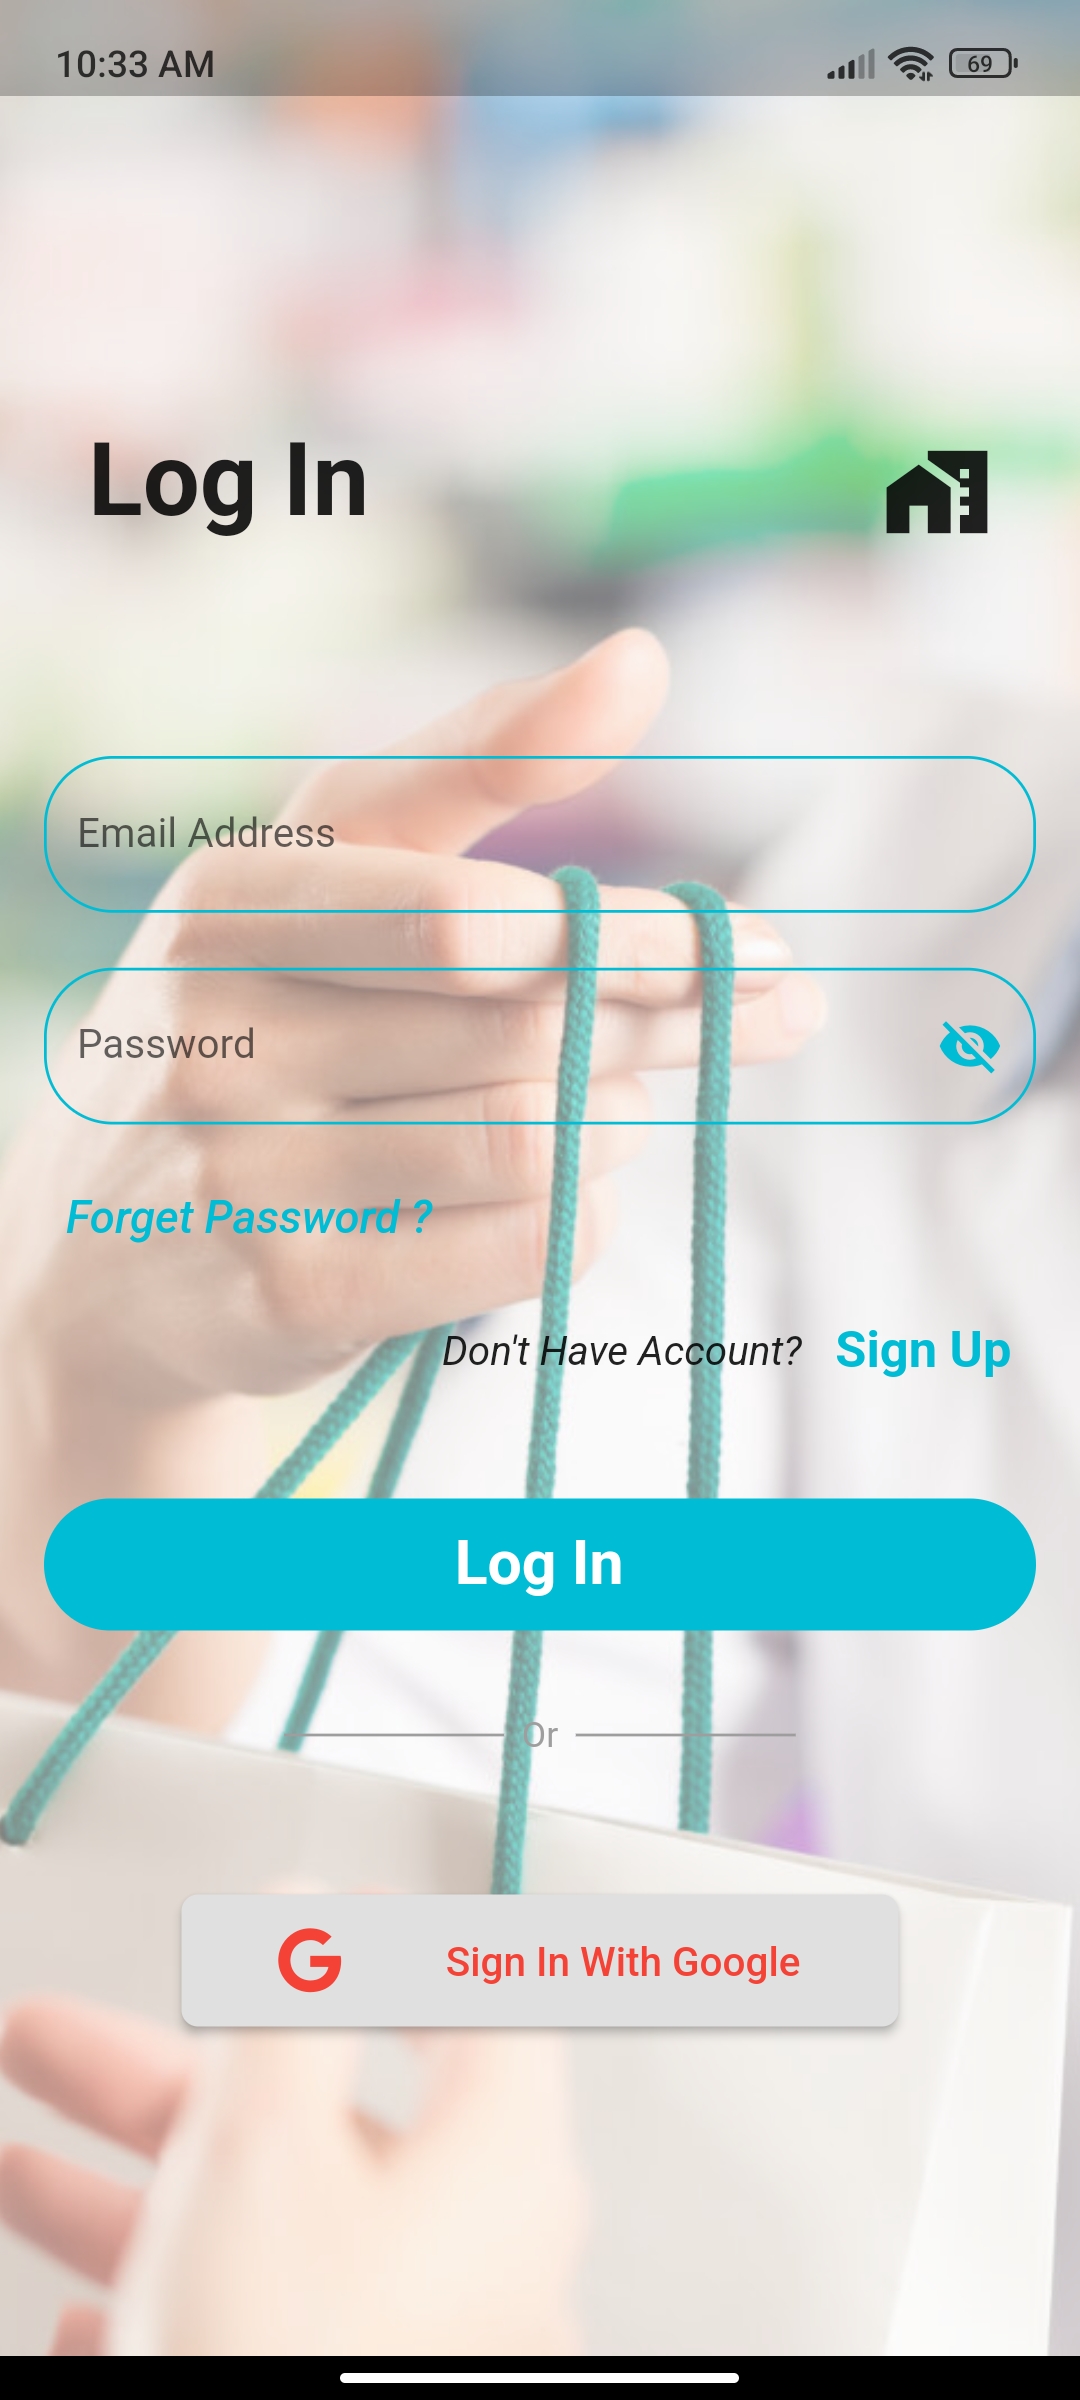 10:33 AM
69
Log In
Email Address
Password
Forget Password ?
Don't Have Account? Sign Up
Log In
Or
G Sign In With Google